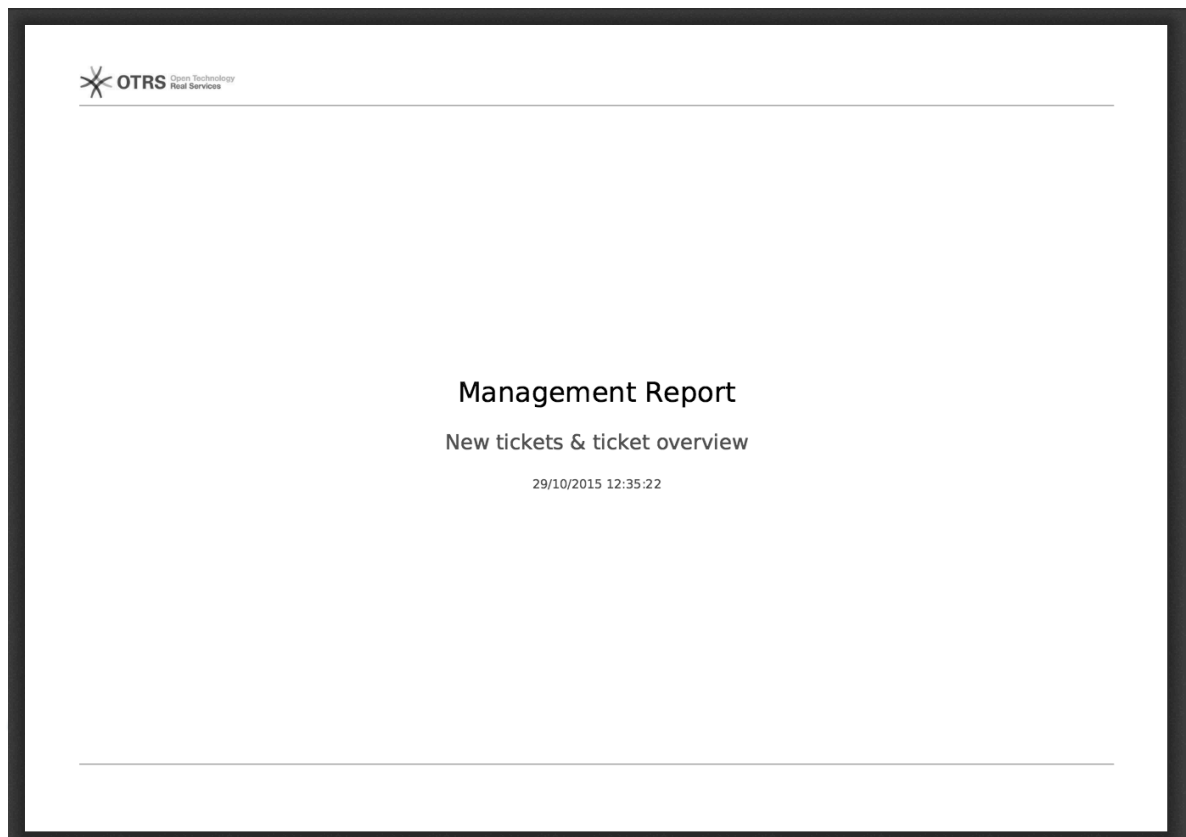 OTRS Open Technology
Real Services
Management Report
New tickets & ticket overview
29/10/2015 12:35:22